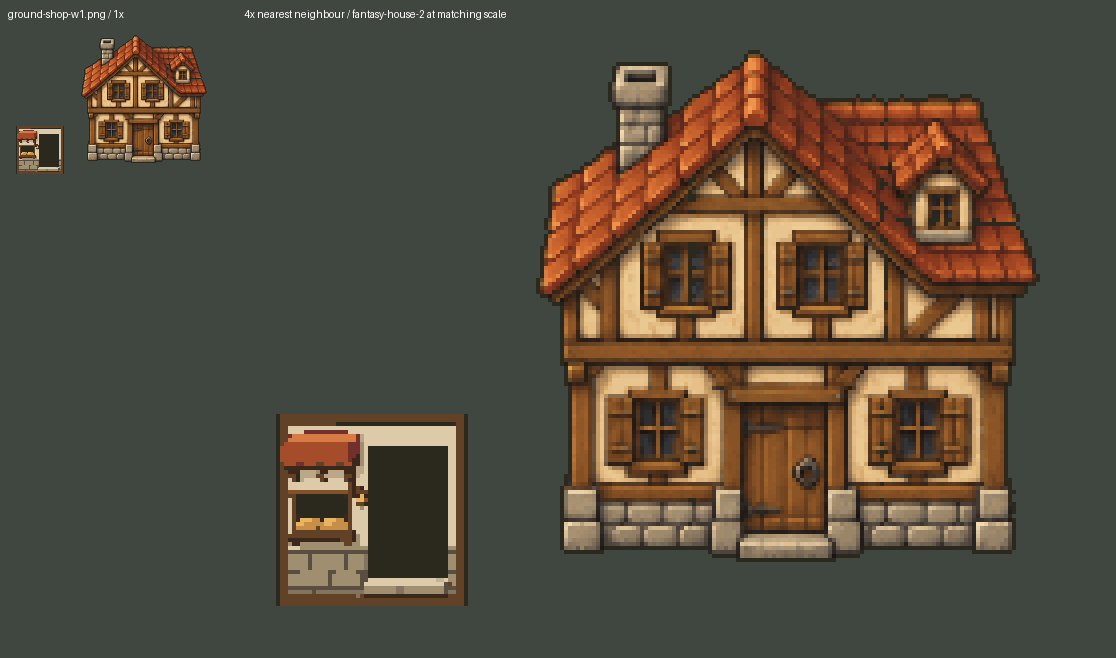 ground-shop-w1.png / 1x
4x nearest neighbour / fantasy-house-2 at matching scale